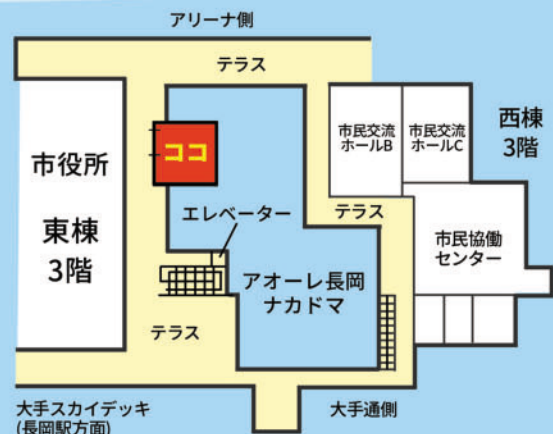 アリーナ側
テラス
市民交流
ホールB
市民交流
ホールC
西棟
3階
ココ
市役所
東棟
3階
エレベーター
テラス
市民協働
センター
アオーレ長岡
ナカドマ
テラス
大手スカイデッキ
(長岡駅方面)
大手通側